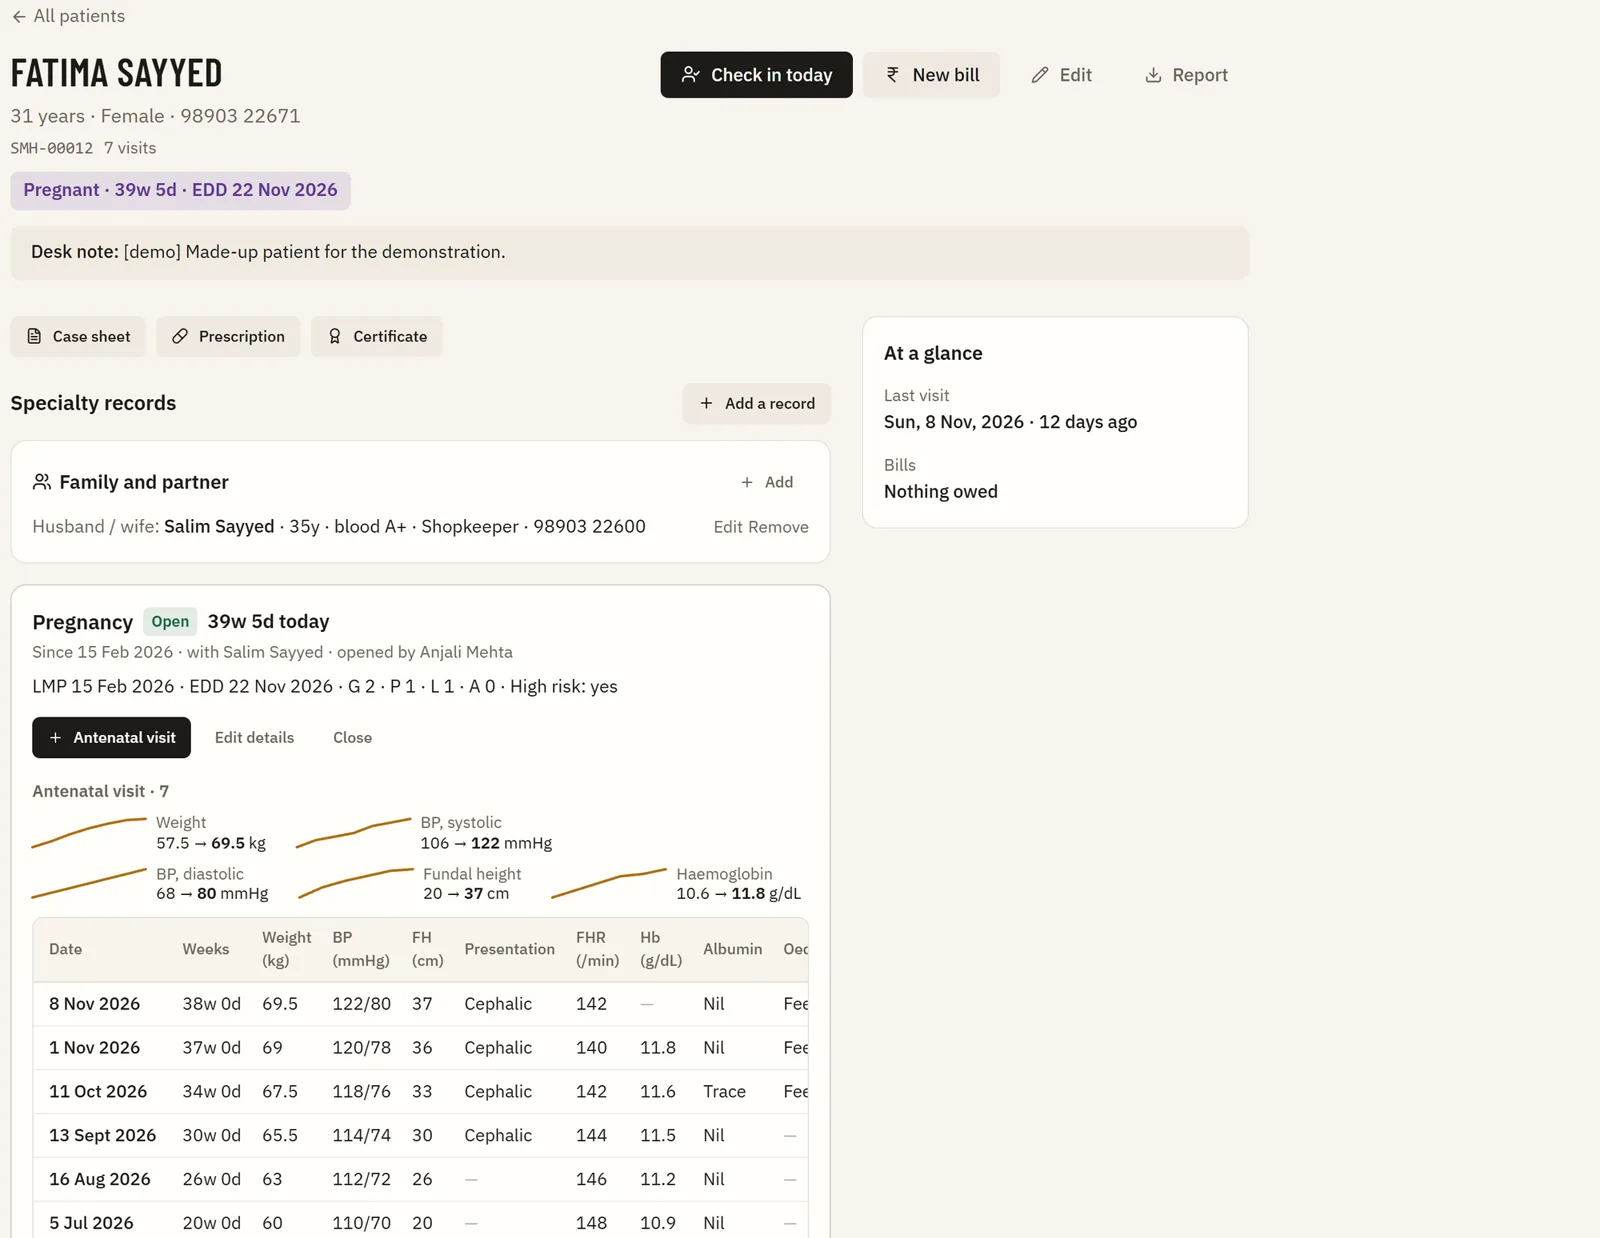 ← All patients
FATIMA SAYYED
Check in today
₹ New bill
Edit
Report
31 years · Female · 98903 22671
SMH-00012 7 visits
Pregnant · 39w 5d · EDD 22 Nov 2026
Desk note: [demo] Made-up patient for the demonstration.
Case sheet
Prescription
Certificate
Specialty records
+ Add a record
Family and partner
+ Add
Husband / wife: Salim Sayyed · 35y · blood A+ · Shopkeeper · 98903 22600
Edit Remove
Pregnancy Open 39w 5d today
Since 15 Feb 2026 · with Salim Sayyed · opened by Anjali Mehta
LMP 15 Feb 2026 · EDD 22 Nov 2026 · G 2 · P 1 · L 1 · A 0 · High risk: yes
+ Antenatal visit
Edit details
Close
Antenatal visit · 7
Weight
57.5 → 69.5 kg
BP, systolic
106 → 122 mmHg
BP, diastolic
68 → 80 mmHg
Fundal height
20 → 37 cm
Haemoglobin
10.6 → 11.8 g/dL
Date Weeks Weight (kg) BP (mmHg) FH (cm) Presentation FHR (/min) Hb (g/dL) Albumin Oed
8 Nov 2026 38w 0d 69.5 122/80 37 Cephalic 142 — Nil Fee
1 Nov 2026 37w 0d 69 120/78 36 Cephalic 140 11.8 Nil Fee
11 Oct 2026 34w 0d 67.5 118/76 33 Cephalic 142 11.6 Trace Fee
13 Sept 2026 30w 0d 65.5 114/74 30 Cephalic 144 11.5 Nil —
16 Aug 2026 26w 0d 63 112/72 26 — 146 11.2 Nil —
5 Jul 2026 20w 0d 60 110/70 20 — 148 10.9 Nil —
At a glance
Last visit
Sun, 8 Nov, 2026 · 12 days ago
Bills
Nothing owed